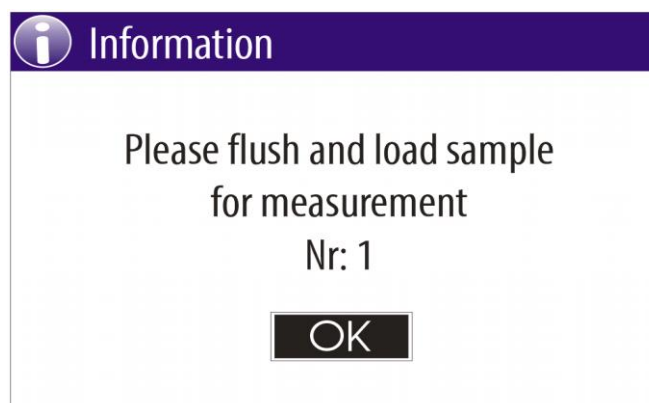 Information
Please flush and load sample
for measurement
Nr: 1
OK